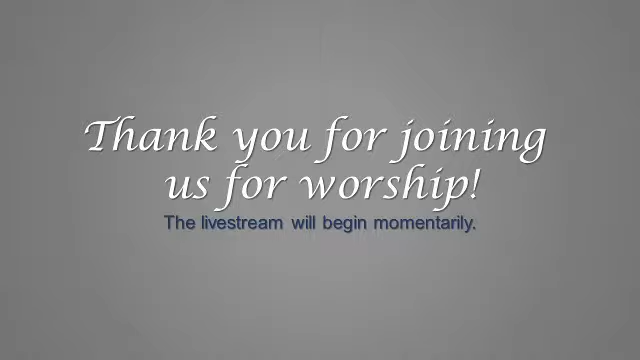 Thank you for joining
us for worship!
The livestream will begin momentarily.